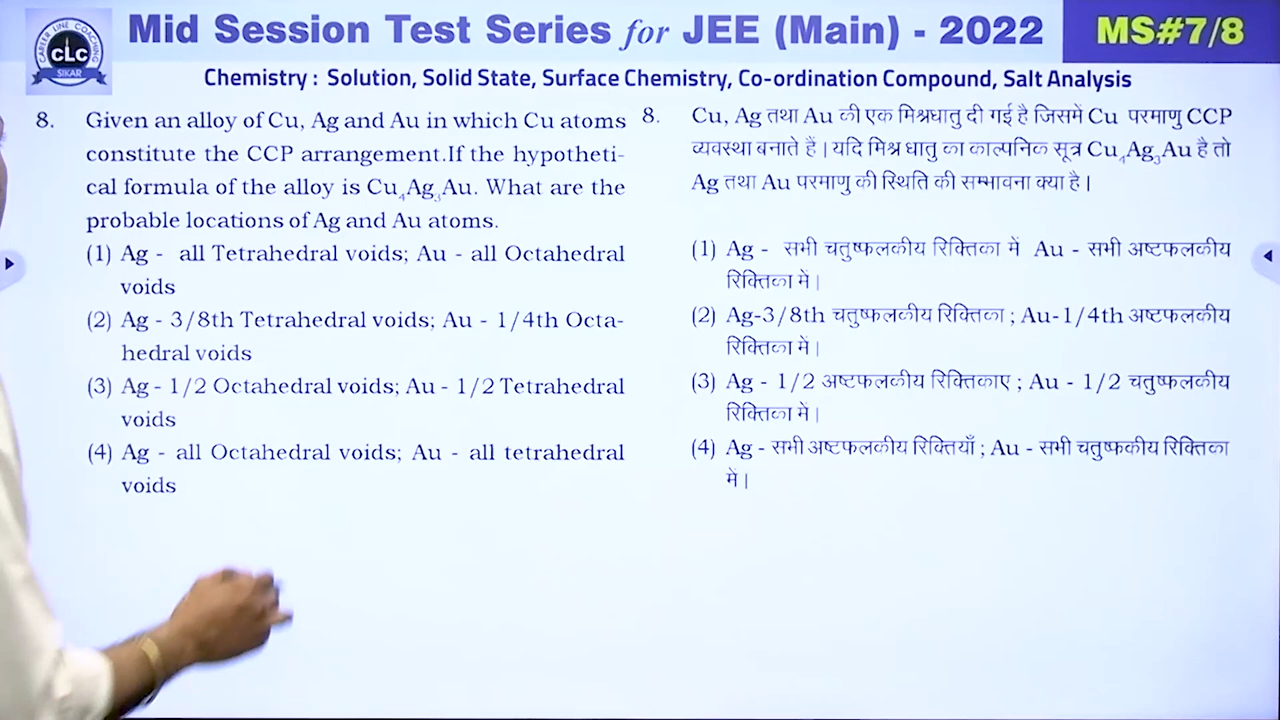 Mid Session Test Series for JEE (Main) - 2022
MS#7/8
CAREER LINE COACHING
CLC
SIKAR
Chemistry : Solution, Solid State, Surface Chemistry, Co-ordination Compound, Salt Analysis
8. Given an alloy of Cu, Ag and Au in which Cu atoms
constitute the CCP arrangement.If the hypotheti-
cal formula of the alloy is Cu₄Ag₃Au. What are the
probable locations of Ag and Au atoms.
(1) Ag - all Tetrahedral voids; Au - all Octahedral
voids
(2) Ag - 3/8th Tetrahedral voids; Au - 1/4th Octa-
hedral voids
(3) Ag - 1/2 Octahedral voids; Au - 1/2 Tetrahedral
voids
(4) Ag - all Octahedral voids; Au - all tetrahedral
voids
8. Cu, Ag तथा Au की एक मिश्रधातु दी गई है जिसमें Cu परमाणु CCP
व्यवस्था बनाते हैं। यदि मिश्र धातु का काल्पनिक सूत्र Cu₄Ag₃Au है तो
Ag तथा Au परमाणु की स्थिति की सम्भावना क्या है।
(1) Ag - सभी चतुष्फलकीय रिक्तिका में Au - सभी अष्टफलकीय
रिक्तिका में।
(2) Ag-3/8th चतुष्फलकीय रिक्तिका ; Au-1/4th अष्टफलकीय
रिक्तिका में।
(3) Ag - 1/2 अष्टफलकीय रिक्तिकाए ; Au - 1/2 चतुष्फलकीय
रिक्तिका में।
(4) Ag - सभी अष्टफलकीय रिक्तियाँ ; Au - सभी चतुष्फकीय रिक्तिका
में।